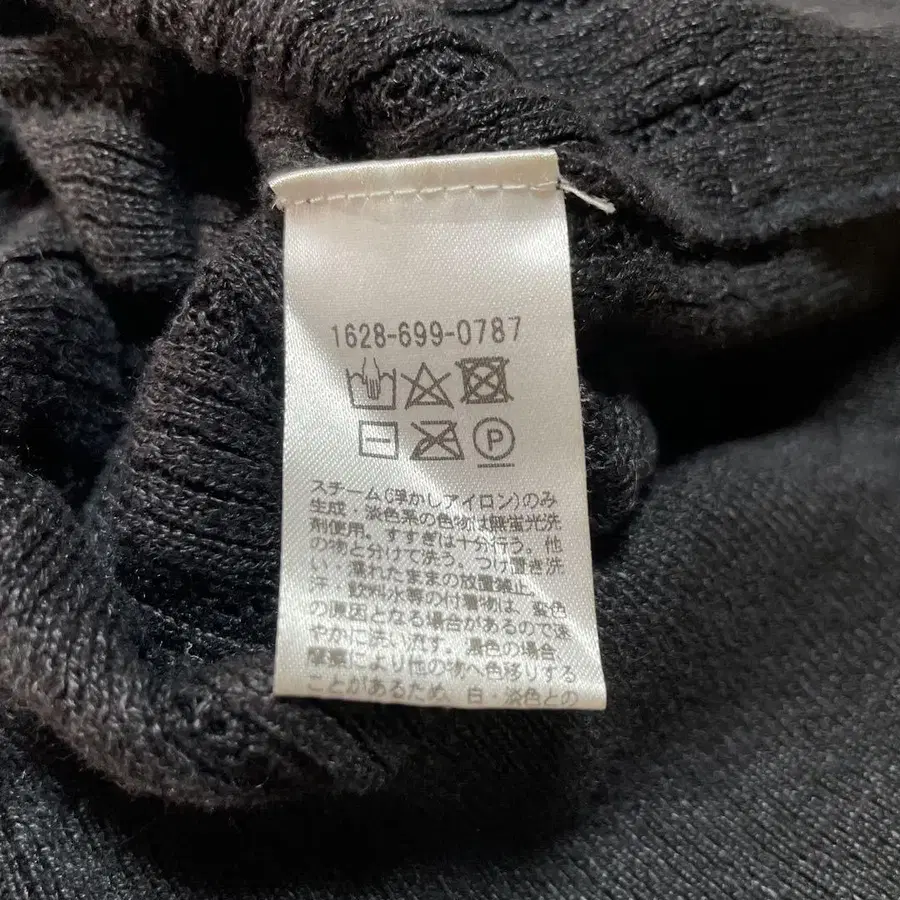 1628-699-0787
P
スチーム(浮かしアイロン)のみ
生成・淡色系の色物は無蛍光洗
剤使用。すすぎは十分行う。他
の物と分けて洗う。つけ置き洗
い・濡れたままの放置禁止。
汗・飲料水等の付着物は、変色
の原因となる場合があるので速
やかに洗い流す。濃色の場合、
摩擦により他の物へ色移りする
ことがあるため、白・淡色との